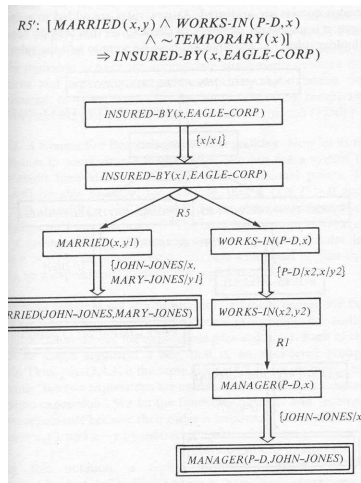 R5': [MARRIED(x,y) ∧ WORKS-IN(P-D,x)
∧ ~TEMPORARY(x)]
⇒ INSURED-BY(x,EAGLE-CORP)
INSURED-BY(x,EAGLE-CORP)
{x/x1}
INSURED-BY(x1,EAGLE-CORP)
R5
MARRIED(x,y1)
WORKS-IN(P-D,x)
{JOHN-JONES/x,
MARY-JONES/y1}
{P-D/x2,x/y2}
RRIED(JOHN-JONES,MARY-JONES)
WORKS-IN(x2,y2)
R1
MANAGER(P-D,x)
{JOHN-JONES/x
MANAGER(P-D,JOHN-JONES)